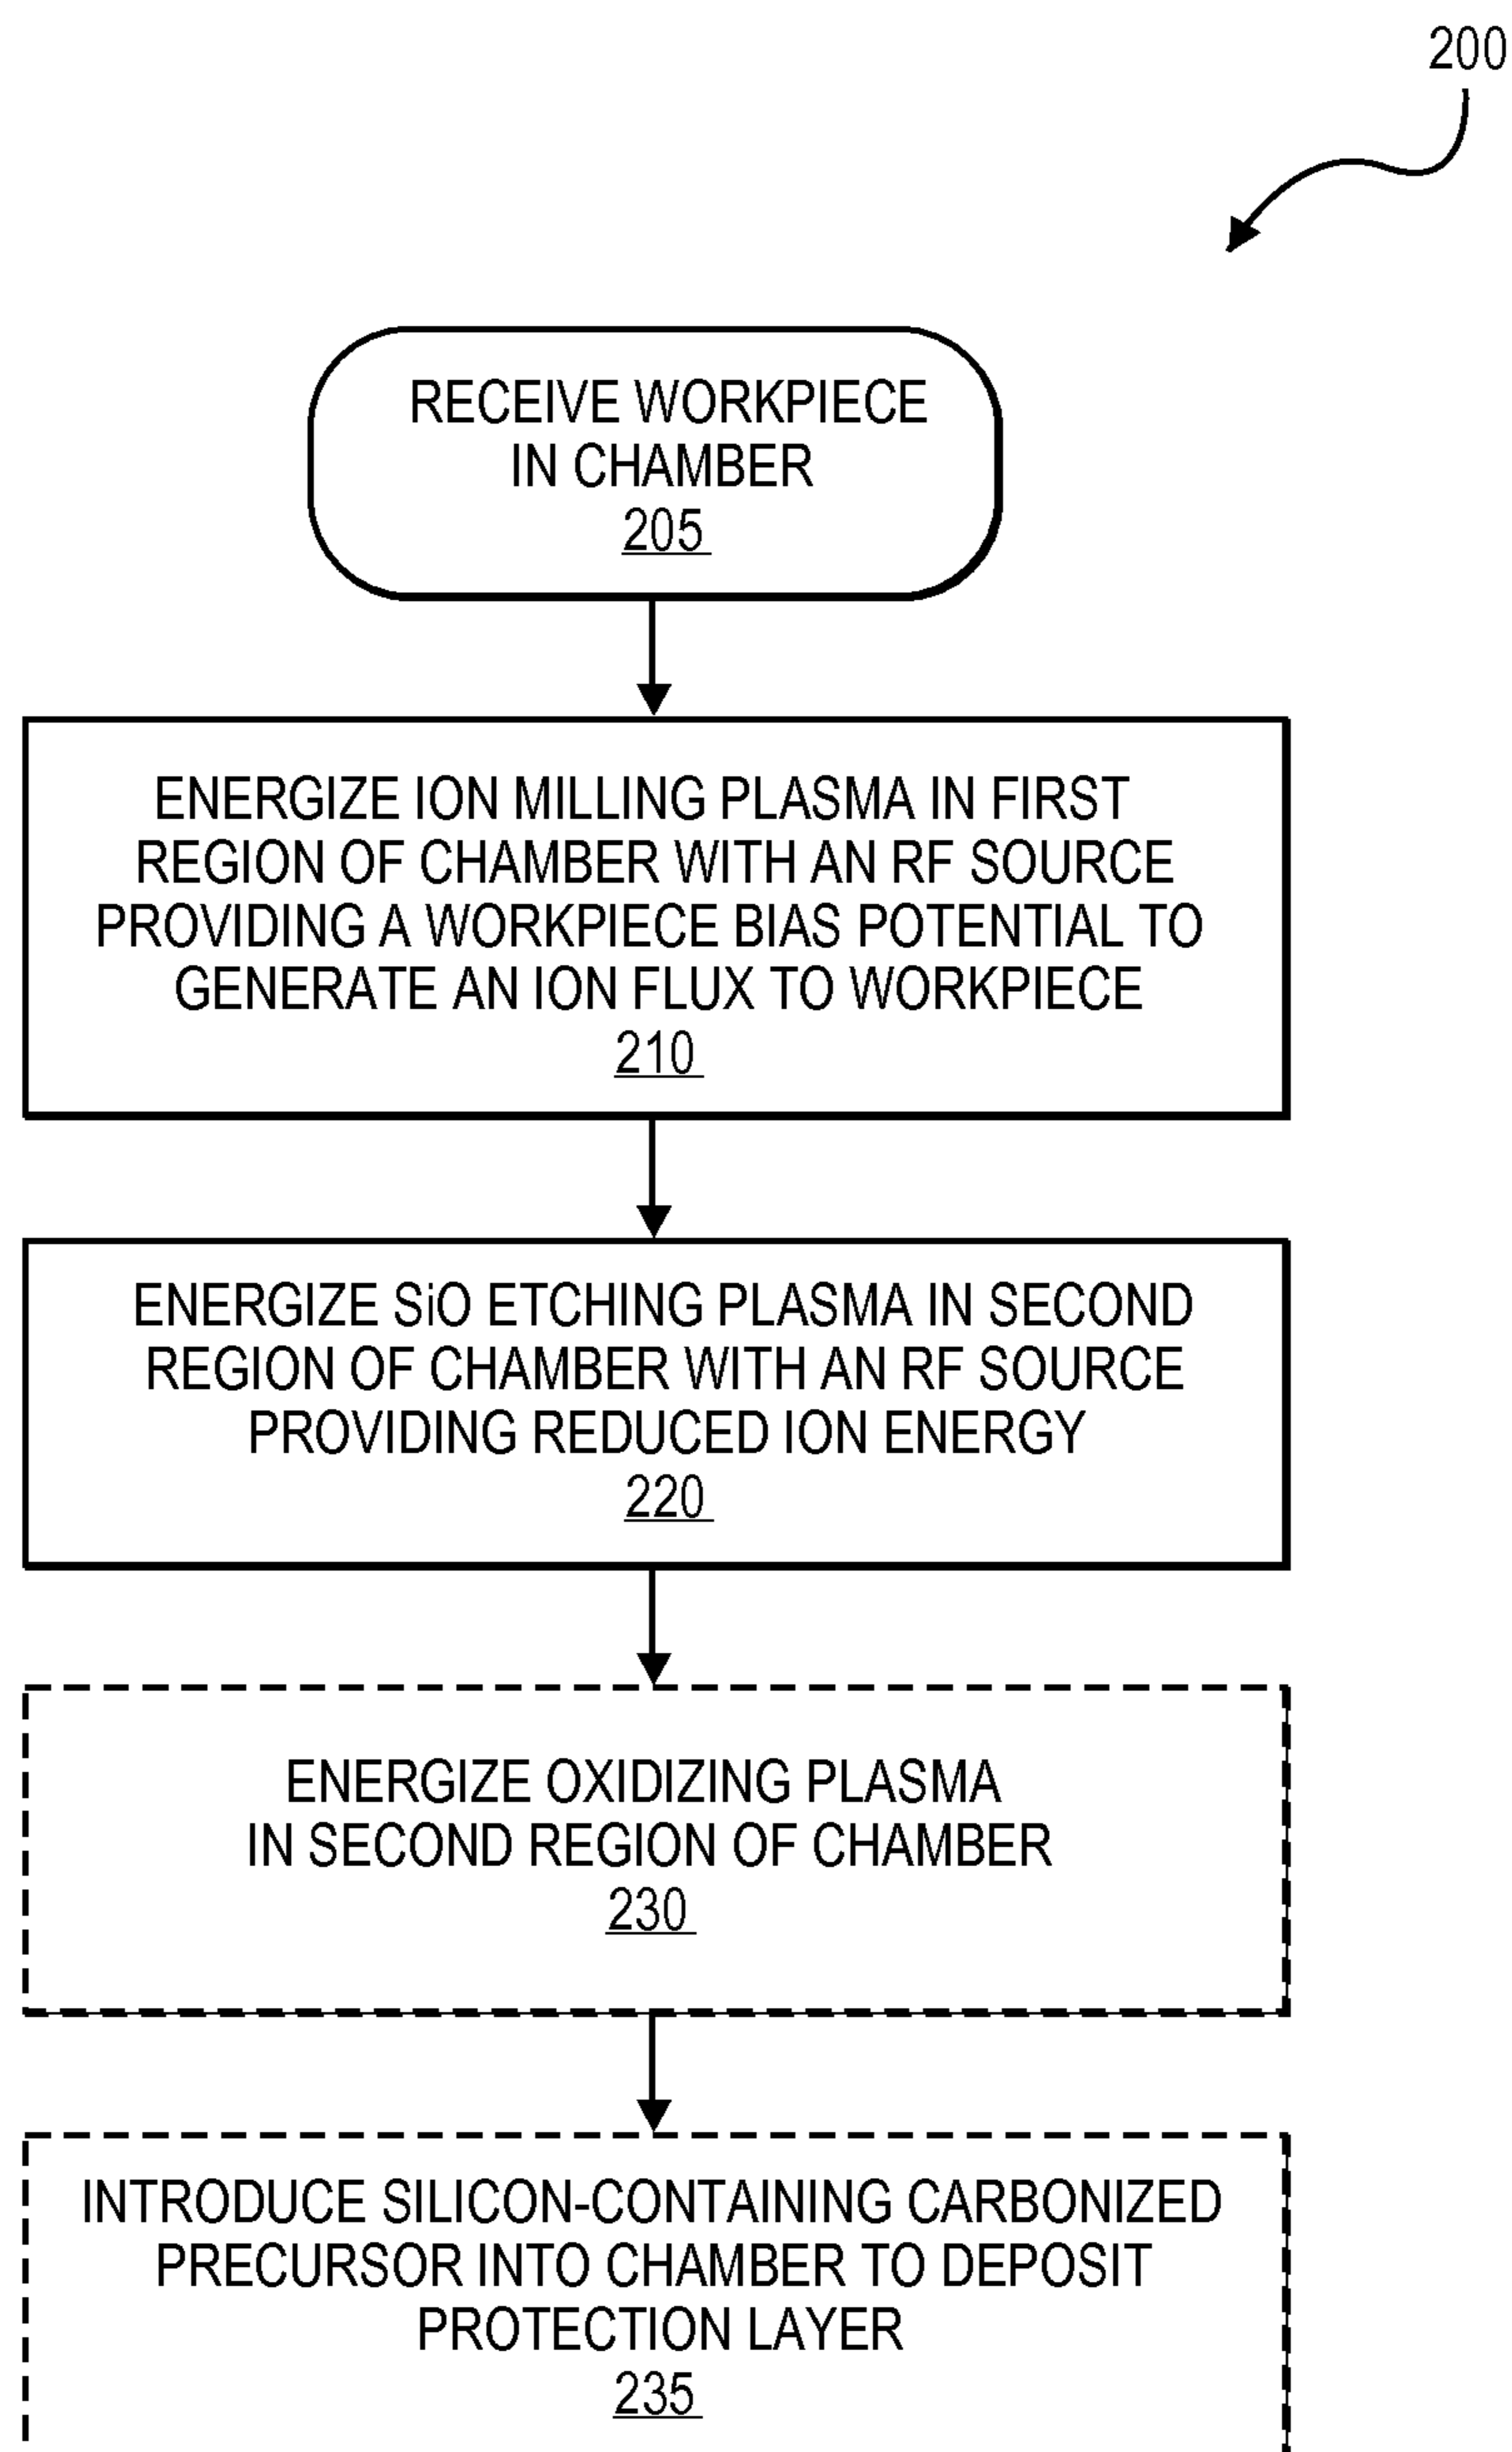 200
RECEIVE WORKPIECE
IN CHAMBER
205
ENERGIZE ION MILLING PLASMA IN FIRST
REGION OF CHAMBER WITH AN RF SOURCE
PROVIDING A WORKPIECE BIAS POTENTIAL TO
GENERATE AN ION FLUX TO WORKPIECE
210
ENERGIZE SiO ETCHING PLASMA IN SECOND
REGION OF CHAMBER WITH AN RF SOURCE
PROVIDING REDUCED ION ENERGY
220
ENERGIZE OXIDIZING PLASMA
IN SECOND REGION OF CHAMBER
230
INTRODUCE SILICON-CONTAINING CARBONIZED
PRECURSOR INTO CHAMBER TO DEPOSIT
PROTECTION LAYER
235